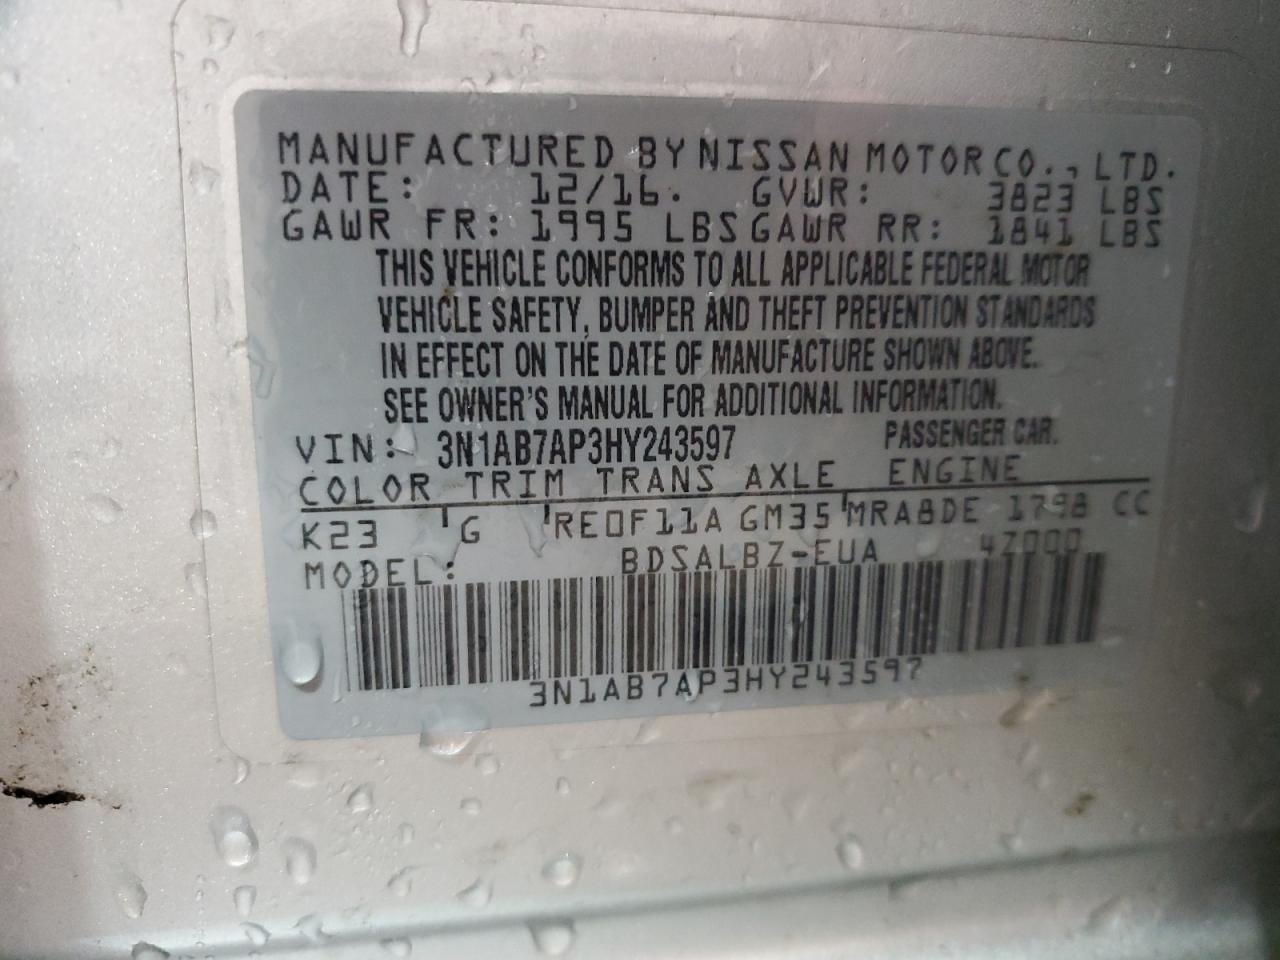 MANUFACTURED BY NISSAN MOTOR CO., LTD.
DATE: 12/16. GVWR: 3823 LBS
GAWR FR: 1995 LBS GAWR RR: 1841 LBS
THIS VEHICLE CONFORMS TO ALL APPLICABLE FEDERAL MOTOR
VEHICLE SAFETY, BUMPER AND THEFT PREVENTION STANDARDS
IN EFFECT ON THE DATE OF MANUFACTURE SHOWN ABOVE.
SEE OWNER'S MANUAL FOR ADDITIONAL INFORMATION.
VIN: 3N1AB7AP3HY243597 PASSENGER CAR.
COLOR TRIM TRANS AXLE ENGINE
K23 G RE0F11A GM35 MRA8DE 1798 CC
MODEL: BDSALBZ-EUA 4Z000
3N1AB7AP3HY243597